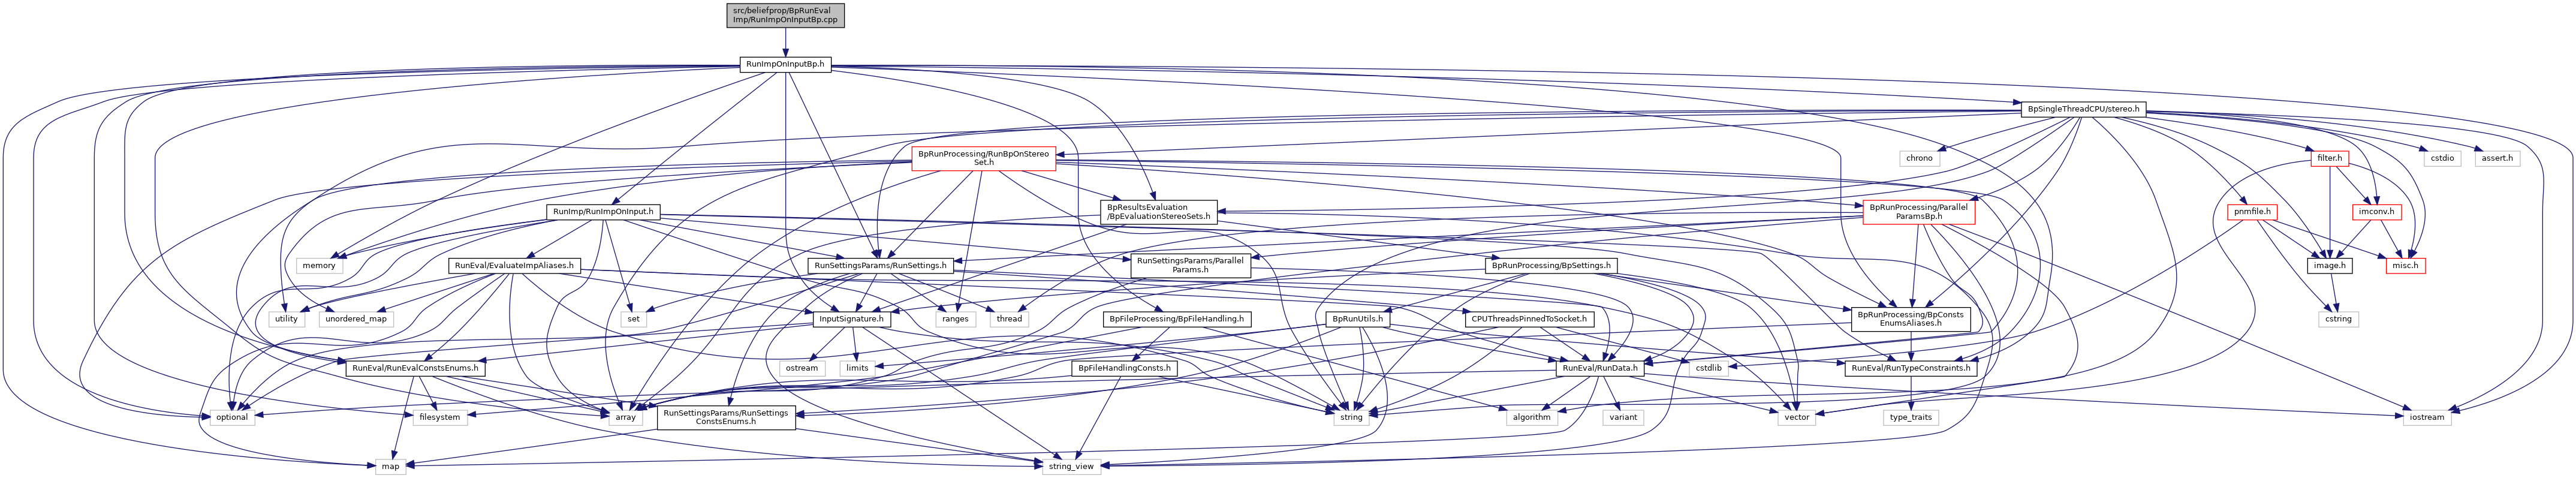 src/beliefprop/BpRunEval
Imp/RunImpOnInputBp.cpp
RunImpOnInputBp.h
BpSingleThreadCPU/stereo.h
BpRunProcessing/RunBpOnStereo
Set.h
chrono
filter.h
cstdio
assert.h
RunImp/RunImpOnInput.h
BpResultsEvaluation
/BpEvaluationStereoSets.h
BpRunProcessing/Parallel
ParamsBp.h
pnmfile.h
imconv.h
memory
RunEval/EvaluateImpAliases.h
RunSettingsParams/RunSettings.h
RunSettingsParams/Parallel
Params.h
BpRunProcessing/BpSettings.h
image.h
misc.h
utility
unordered_map
set
InputSignature.h
ranges
thread
BpFileProcessing/BpFileHandling.h
BpRunUtils.h
CPUThreadsPinnedToSocket.h
BpRunProcessing/BpConsts
EnumsAliases.h
cstring
RunEval/RunEvalConstsEnums.h
ostream
limits
BpFileHandlingConsts.h
RunEval/RunData.h
cstdlib
RunEval/RunTypeConstraints.h
optional
filesystem
array
RunSettingsParams/RunSettings
ConstsEnums.h
string
algorithm
variant
vector
type_traits
iostream
map
string_view